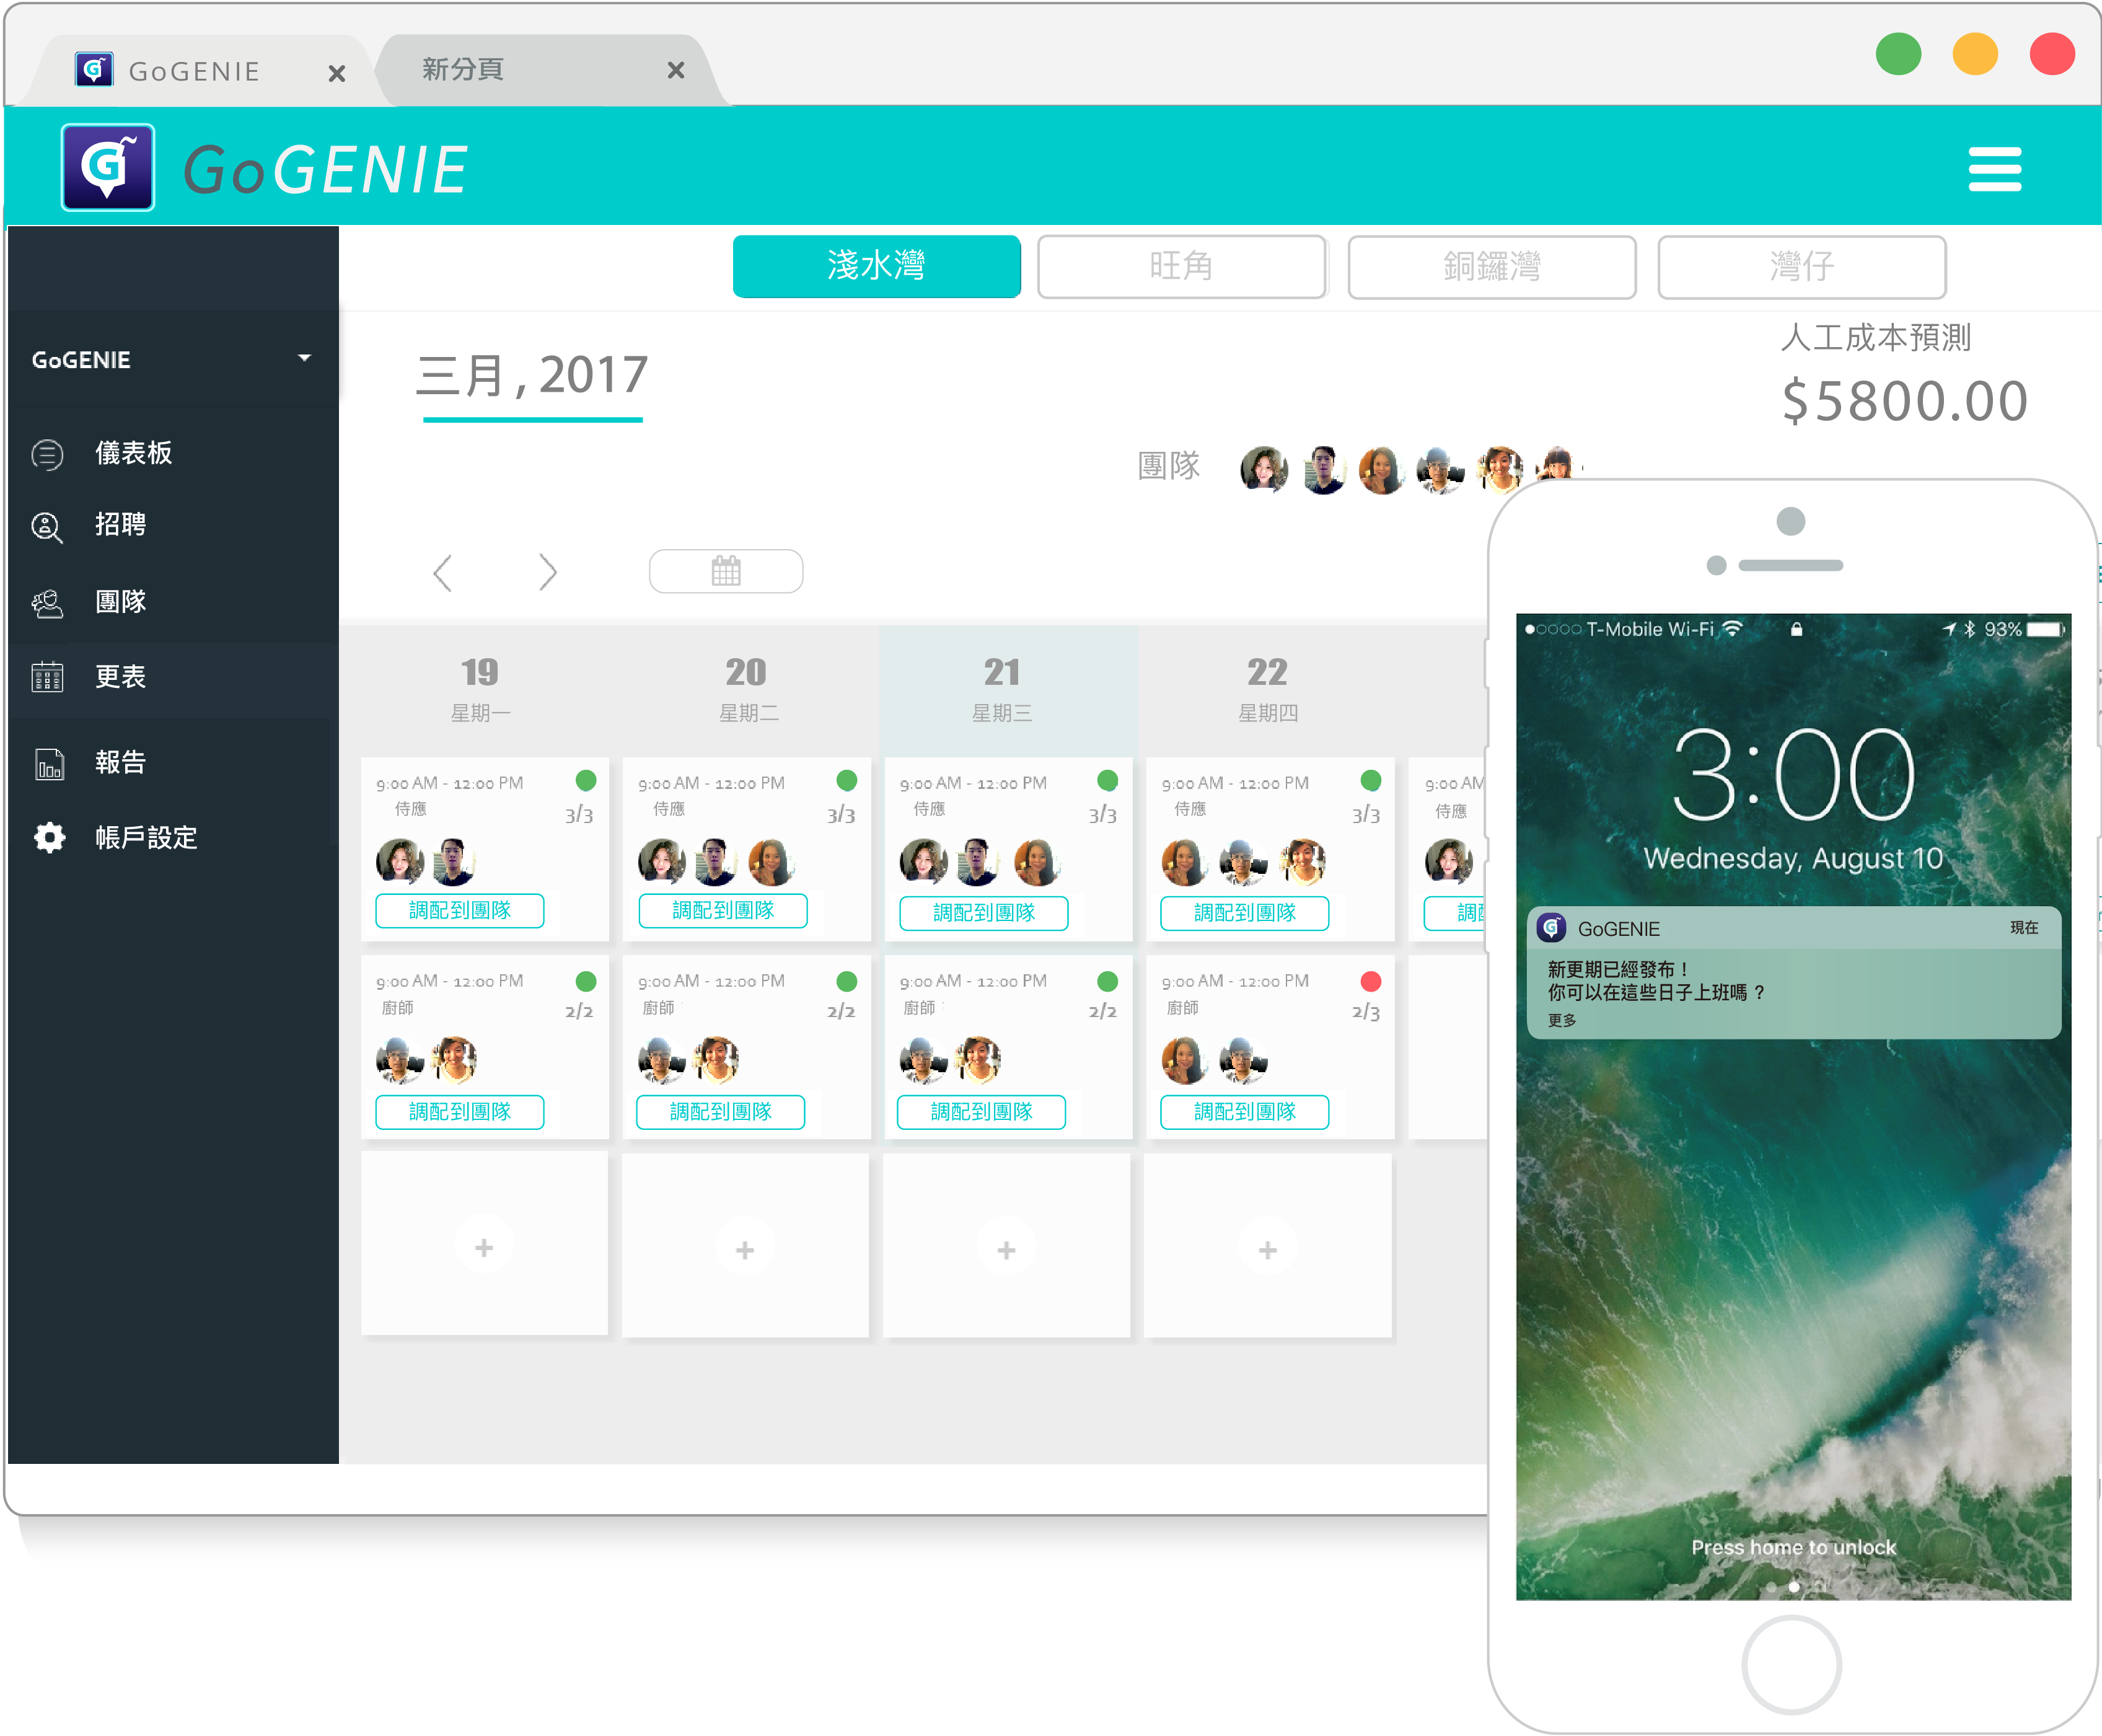 GoGENIE
新分頁
GoGENIE
淺水灣
旺角
銅鑼灣
灣仔
GoGENIE
儀表板
招聘
團隊
更表
報告
帳戶設定
三月, 2017
人工成本預測
$5800.00
團隊
19
星期一
20
星期二
21
星期三
22
星期四
9:00 AM - 12:00 PM
侍應
3/3
調配到團隊
9:00 AM - 12:00 PM
侍應
3/3
調配到團隊
9:00 AM - 12:00 PM
侍應
3/3
調配到團隊
9:00 AM - 12:00 PM
侍應
3/3
調配到團隊
9:00 AM
侍應
調
9:00 AM - 12:00 PM
廚師
2/2
調配到團隊
9:00 AM - 12:00 PM
廚師
2/2
調配到團隊
9:00 AM - 12:00 PM
廚師
2/2
調配到團隊
9:00 AM - 12:00 PM
廚師
2/3
調配到團隊
T-Mobile Wi-Fi
93%
3:00
Wednesday, August 10
GoGENIE
現在
新更期已經發布！
你可以在這些日子上班嗎？
更多
Press home to unlock